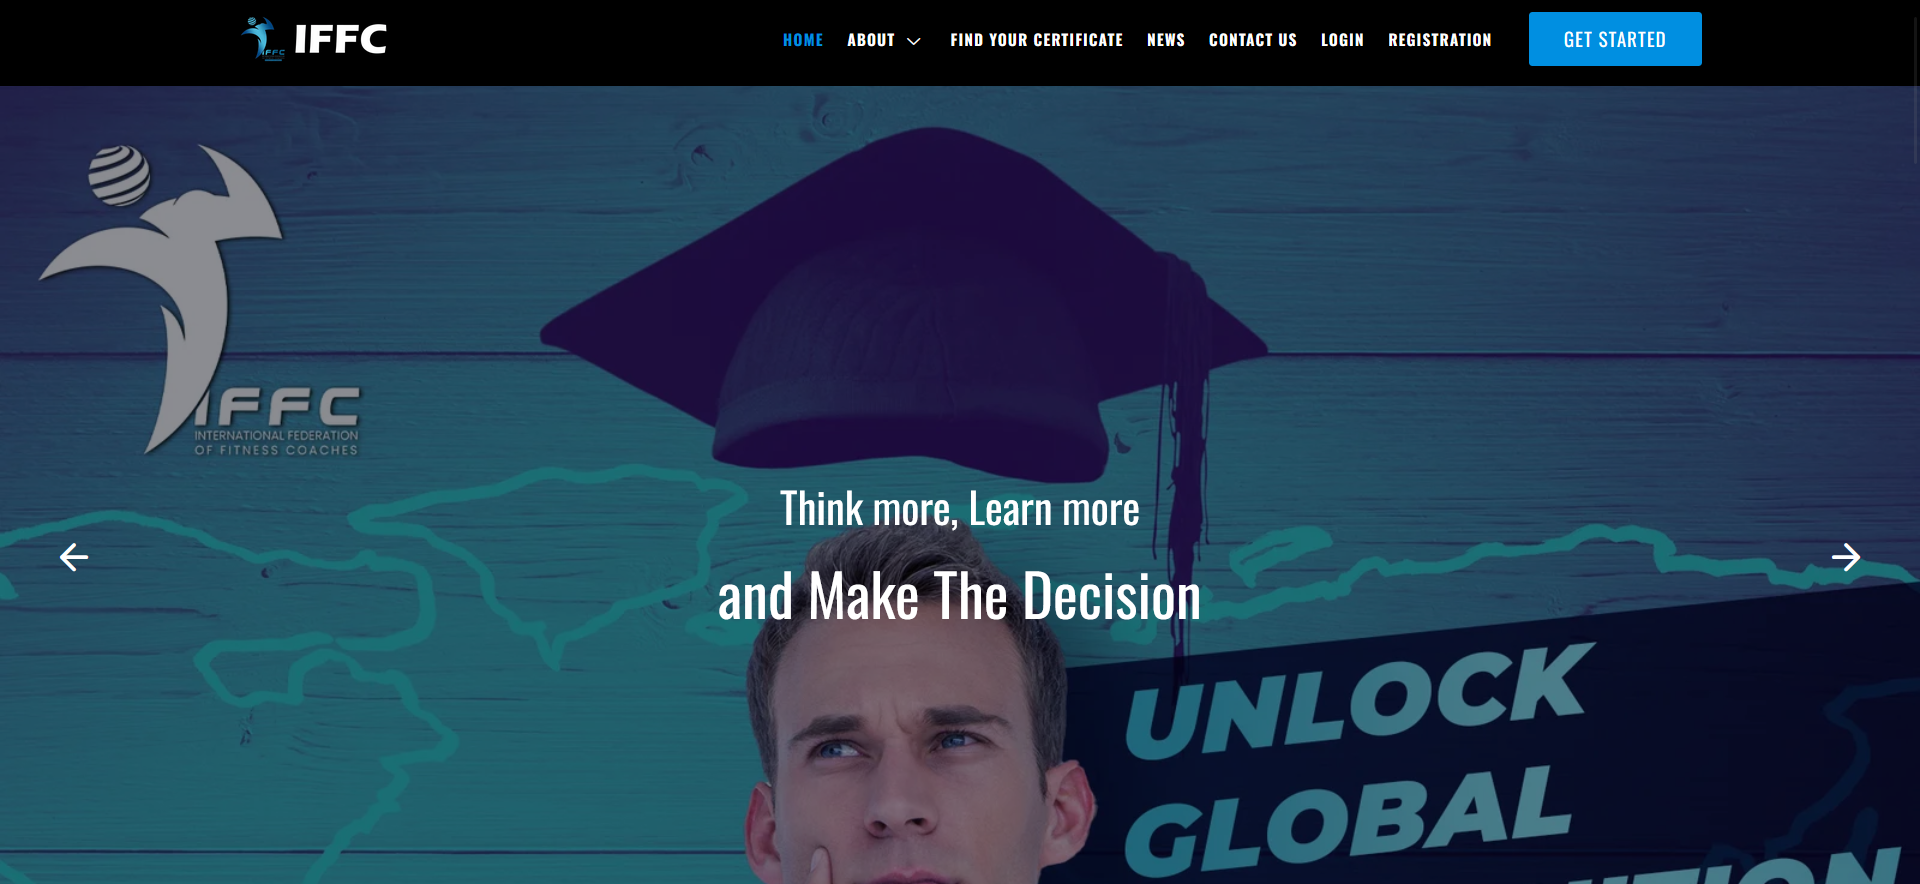 IFFC
IFFC
HOME
ABOUT
FIND YOUR CERTIFICATE
NEWS
CONTACT US
LOGIN
REGISTRATION
GET STARTED
IFFC
INTERNATIONAL FEDERATION
OF FITNESS COACHES
Think more, Learn more
and Make The Decision
UNLOCK
GLOBAL